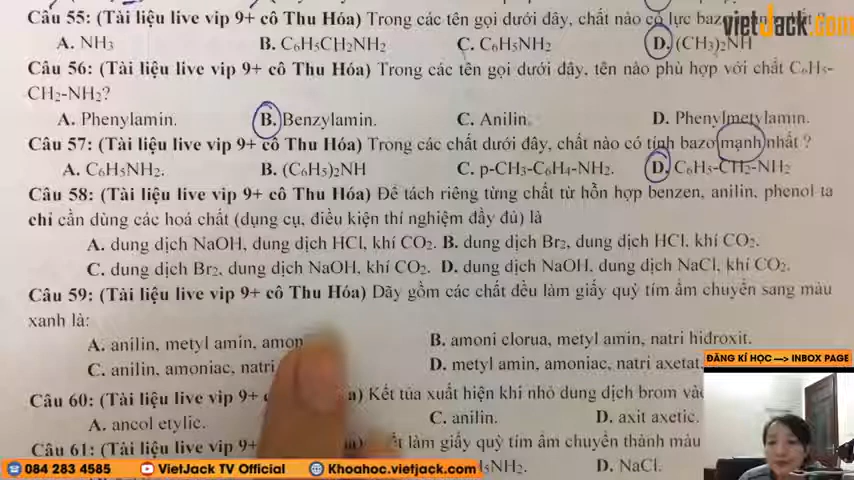 Câu 55: (Tài liệu live vip 9+ cô Thu Hóa) Trong các tên gọi dưới đây, chất nào có lực bazơ
vietJack.com
A. NH3 B. C6H5CH2NH2 C. C6H5NH2 D. (CH3)2NH
Câu 56: (Tài liệu live vip 9+ cô Thu Hóa) Trong các tên gọi dưới đây, tên nào phù hợp với chất C6H5-
CH2-NH2?
A. Phenylamin. B. Benzylamin. C. Anilin D. Phenylmetylamin.
Câu 57: (Tài liệu live vip 9+ cô Thu Hóa) Trong các chất dưới đây, chất nào có tính bazơ mạnh nhất ?
A. C6H5NH2. B. (C6H5)2NH C. p-CH3-C6H4-NH2. D. C6H5-CH2-NH2
Câu 58: (Tài liệu live vip 9+ cô Thu Hóa) Để tách riêng từng chất từ hỗn hợp benzen, anilin, phenol ta
chỉ cần dùng các hoá chất (dụng cụ, điều kiện thí nghiệm đầy đủ) là
A. dung dịch NaOH, dung dịch HCl, khí CO2. B. dung dịch Br2, dung dịch HCl, khí CO2.
C. dung dịch Br2, dung dịch NaOH, khí CO2. D. dung dịch NaOH, dung dịch NaCl, khí CO2.
Câu 59: (Tài liệu live vip 9+ cô Thu Hóa) Dãy gồm các chất đều làm giấy quỳ tím ẩm chuyển sang màu
xanh là:
A. anilin, metyl amin, amon B. amoni clorua, metyl amin, natri hiđroxit.
C. anilin, amoniac, natri D. metyl amin, amoniac, natri axetat.
ĐĂNG KÍ HỌC → INBOX PAGE
Câu 60: (Tài liệu live vip 9+ a) Kết tủa xuất hiện khi nhỏ dung dịch brom
A. ancol etylic. C. anilin. D. axit axetic.
Câu 61: (Tài liệu live vip 9+ làm giấy quỳ tím ẩm chuyển thành màu
D. NaCl.
084 283 4585 VietJack TV Official Khoahoc.vietjack.com